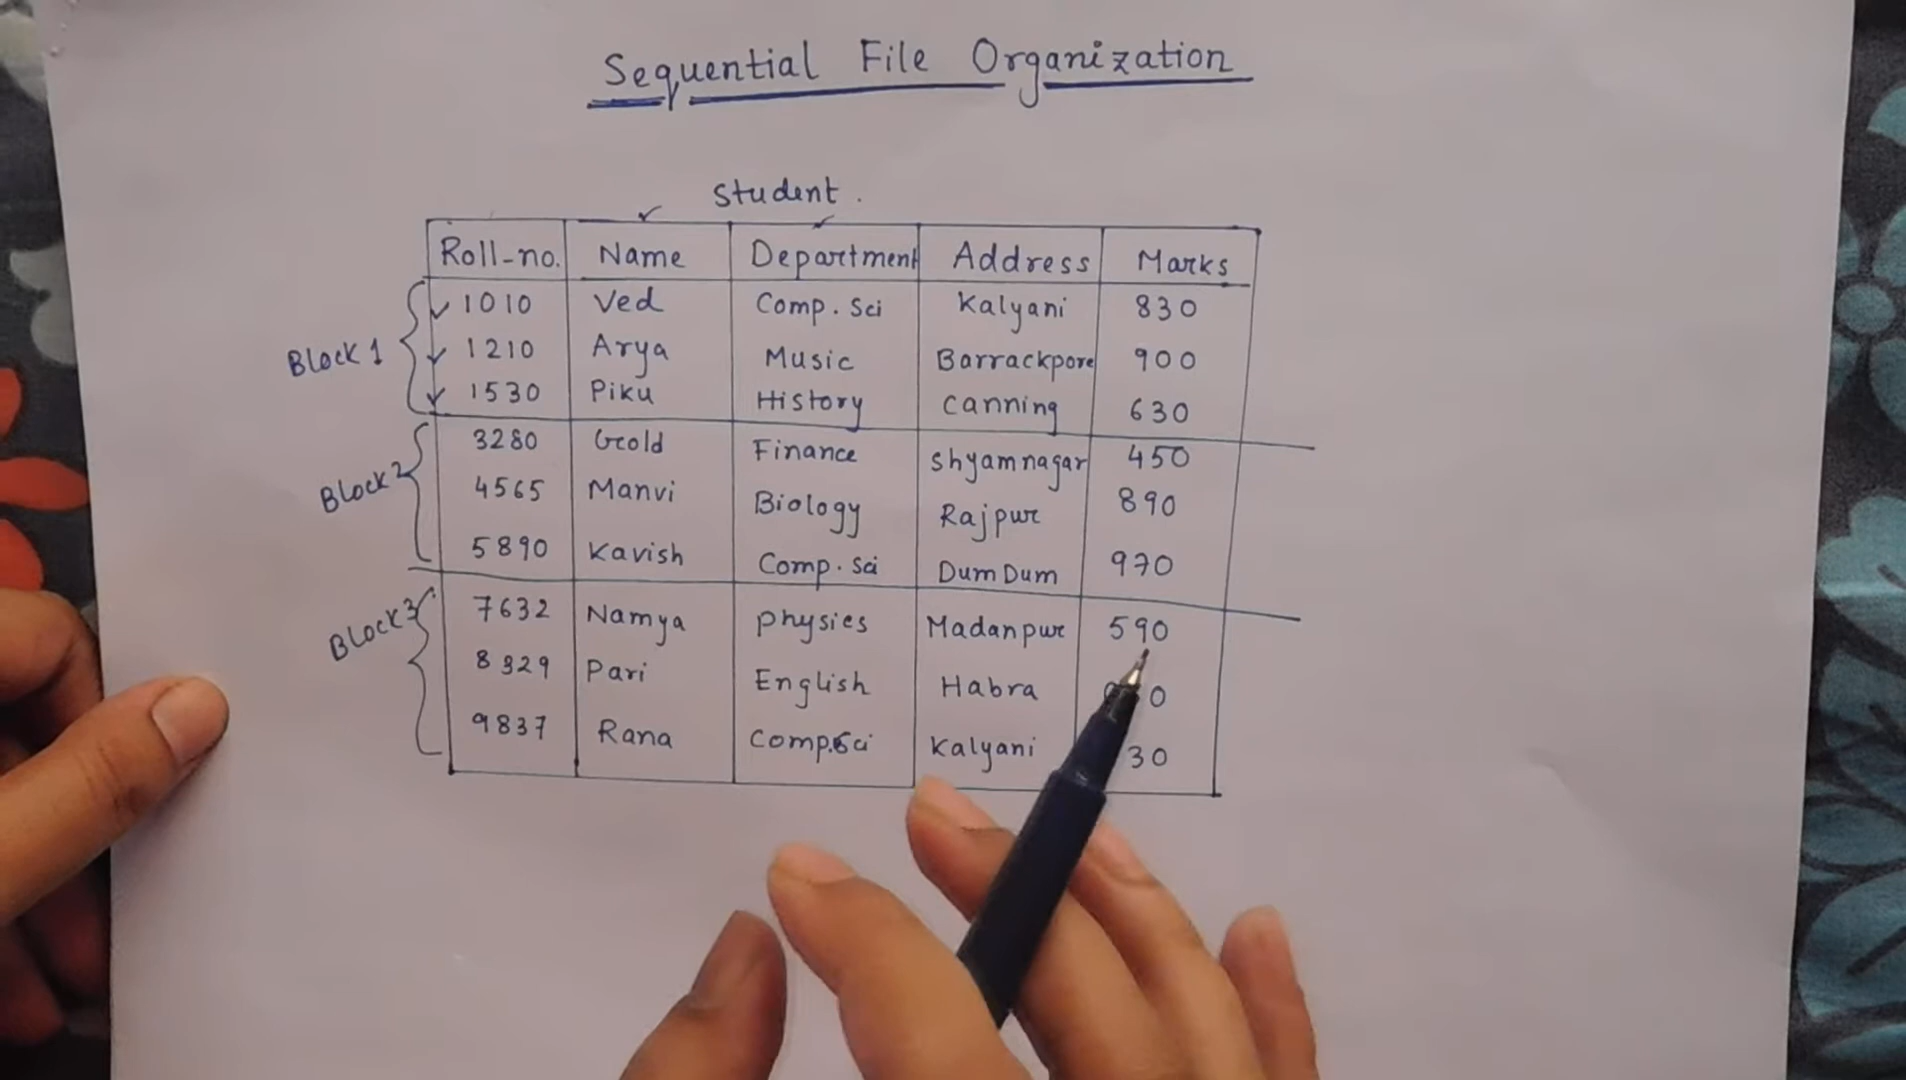 Sequential File Organization
Student.
Roll-no. Name Department Address Marks
Block 1
1010 Ved Comp. Sci Kalyani 830
1210 Arya Music Barrackpore 900
1530 Piku History Canning 630
Block 2
3280 Geold Finance Shyamnagar 450
4565 Manvi Biology Rajpur 890
5890 Kavish Comp. Sci Dum Dum 970
Block 3
7632 Namya Physics Madanpur 590
8329 Pari English Habra
9837 Rana Comp. Sci Kalyani